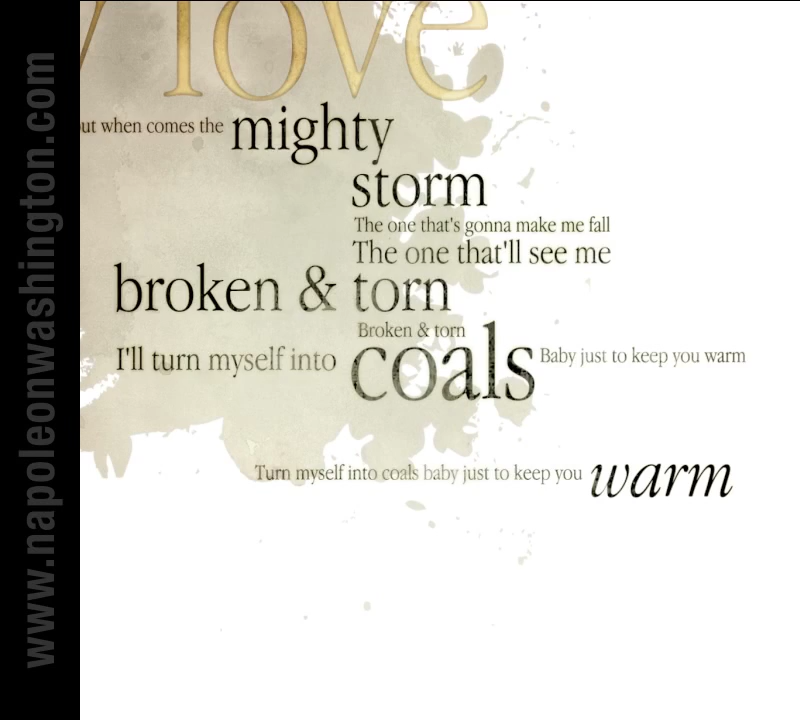 love
ut when comes the mighty
storm
The one that's gonna make me fall
The one that'll see me
broken & torn
Broken & torn
I'll turn myself into coals Baby just to keep you warm
Turn myself into coals baby just to keep you warm
www.napoleonwashington.com